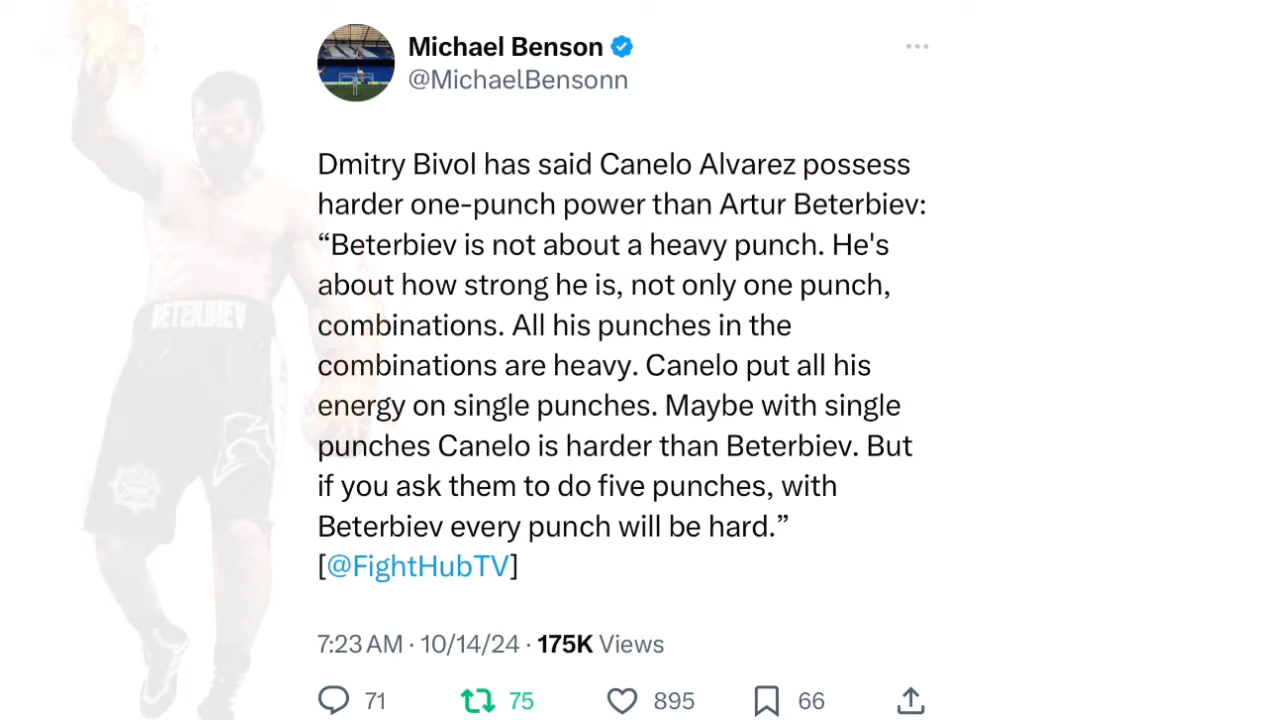 Michael Benson
@MichaelBensonn
Dmitry Bivol has said Canelo Alvarez possess
harder one-punch power than Artur Beterbiev:
“Beterbiev is not about a heavy punch. He's
about how strong he is, not only one punch,
combinations. All his punches in the
combinations are heavy. Canelo put all his
energy on single punches. Maybe with single
punches Canelo is harder than Beterbiev. But
if you ask them to do five punches, with
Beterbiev every punch will be hard.”
[@FightHubTV]
7:23 AM · 10/14/24 · 175K Views
71 75 895 66
BETERBIEV